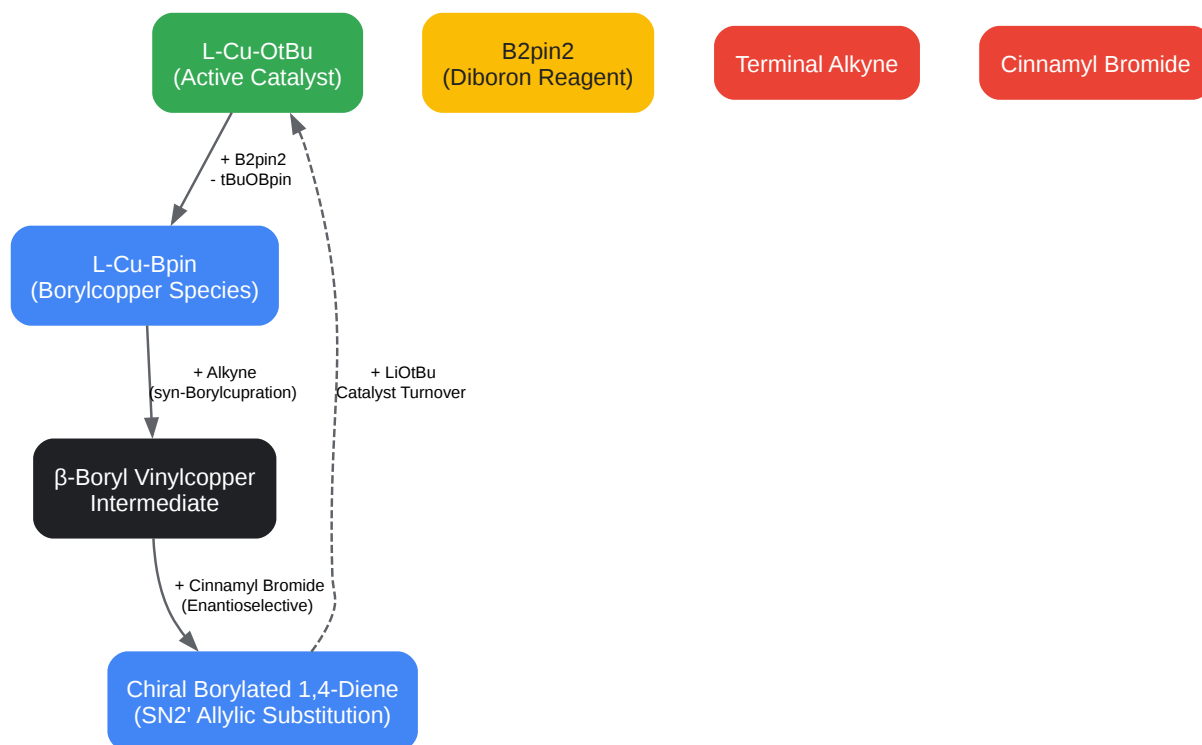 L-Cu-OtBu
(Active Catalyst)
B2pin2
(Diboron Reagent)
Terminal Alkyne
Cinnamyl Bromide
+ B2pin2
- tBuOBpin
L-Cu-Bpin
(Borylcopper Species)
+ Alkyne
(syn-Borylcupration)
+ LiOtBu
Catalyst Turnover
β-Boryl Vinylcopper
Intermediate
+ Cinnamyl Bromide
(Enantioselective)
Chiral Borylated 1,4-Diene
(SN2' Allylic Substitution)